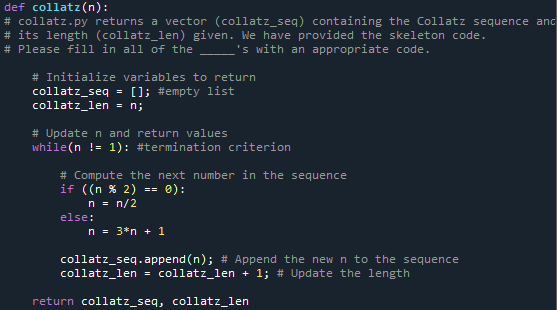 def collatz(n):
# collatz.py returns a vector (collatz_seq) containing the Collatz sequence and
# its length (collatz_len) given. We have provided the skeleton code.
# Please fill in all of the _____'s with an appropriate code.
# Initialize variables to return
collatz_seq = []; #empty list
collatz_len = n;
# Update n and return values
while(n != 1): #termination criterion
# Compute the next number in the sequence
if ((n % 2) == 0):
n = n/2
else:
n = 3*n + 1
collatz_seq.append(n); # Append the new n to the sequence
collatz_len = collatz_len + 1; # Update the length
return collatz_seq, collatz_len